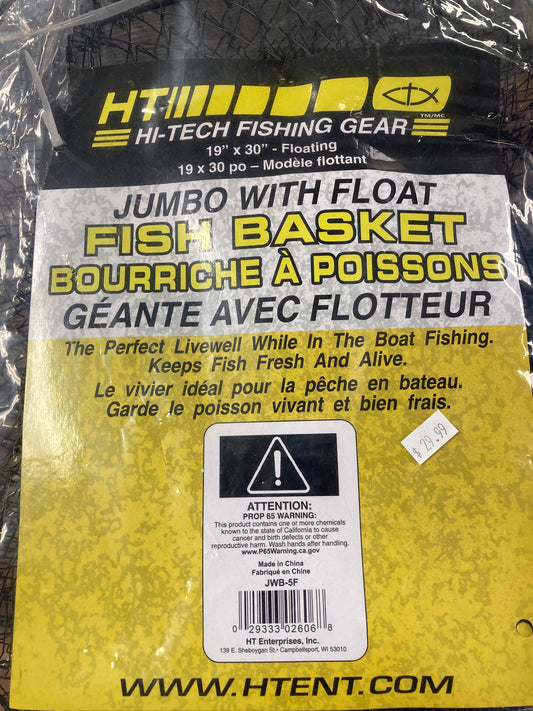 HT
TM/MC
HI-TECH FISHING GEAR
19" x 30" - Floating
19 x 30 po – Modèle flottant
JUMBO WITH FLOAT
FISH BASKET
BOURRICHE À POISSONS
GÉANTE AVEC FLOTTEUR
The Perfect Livewell While In The Boat Fishing.
Keeps Fish Fresh And Alive.
Le vivier idéal pour la pêche en bateau.
Garde le poisson vivant et bien frais.
$ 29.99
ATTENTION:
PROP 65 WARNING:
This product contains one or more chemicals
known to the state of California to cause
cancer and birth defects or other
reproductive harm. Wash hands after handling.
www.P65Warning.ca.gov
Made in China
Fabriqué en Chine
JWB-5F
0 29333 02606 8
HT Enterprises, Inc.
139 E. Sheboygan St. • Campbellsport, WI 53010
WWW.HTENT.COM